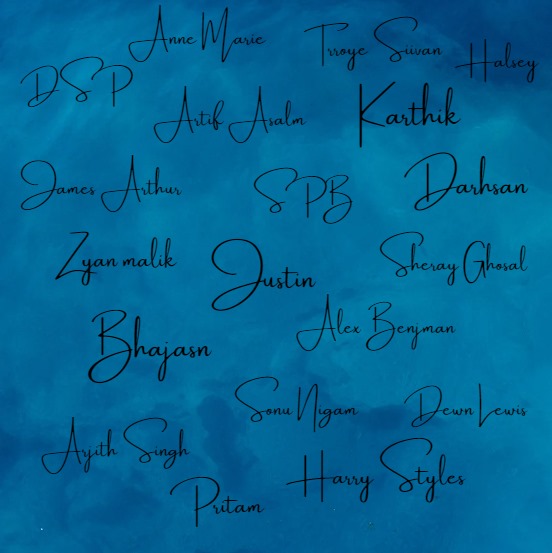 Anne Marie
Trroye Siivan
Halsey
DSP
Artif Asalm
Karthik
James Arthur
SPB
Darhsan
Zyan malik
Justin
Sheray Ghosal
Alex Benjman
Bhajasn
Sonu Nigam
Dewn Lewis
Ayith Singh
Harry Styles
Pritam